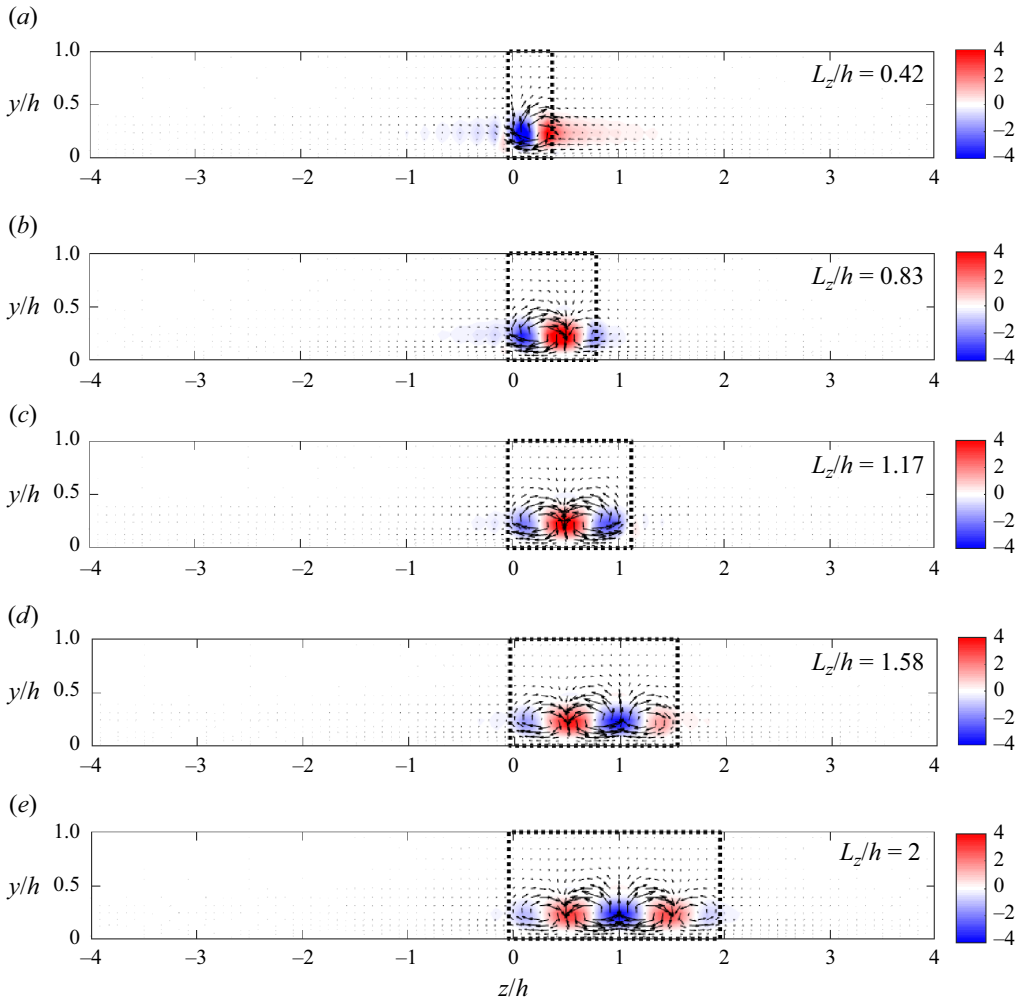 (a)
1.0
y/h 0.5
0
L_z/h = 0.42
4
2
0
–2
–4
–4 –3 –2 –1 0 1 2 3 4
(b)
1.0
y/h 0.5
0
L_z/h = 0.83
4
2
0
–2
–4
–4 –3 –2 –1 0 1 2 3 4
(c)
1.0
y/h 0.5
0
L_z/h = 1.17
4
2
0
–2
–4
–4 –3 –2 –1 0 1 2 3 4
(d)
1.0
y/h 0.5
0
L_z/h = 1.58
4
2
0
–2
–4
–4 –3 –2 –1 0 1 2 3 4
(e)
1.0
y/h 0.5
0
L_z/h = 2
4
2
0
–2
–4
–4 –3 –2 –1 0 1 2 3 4
z/h